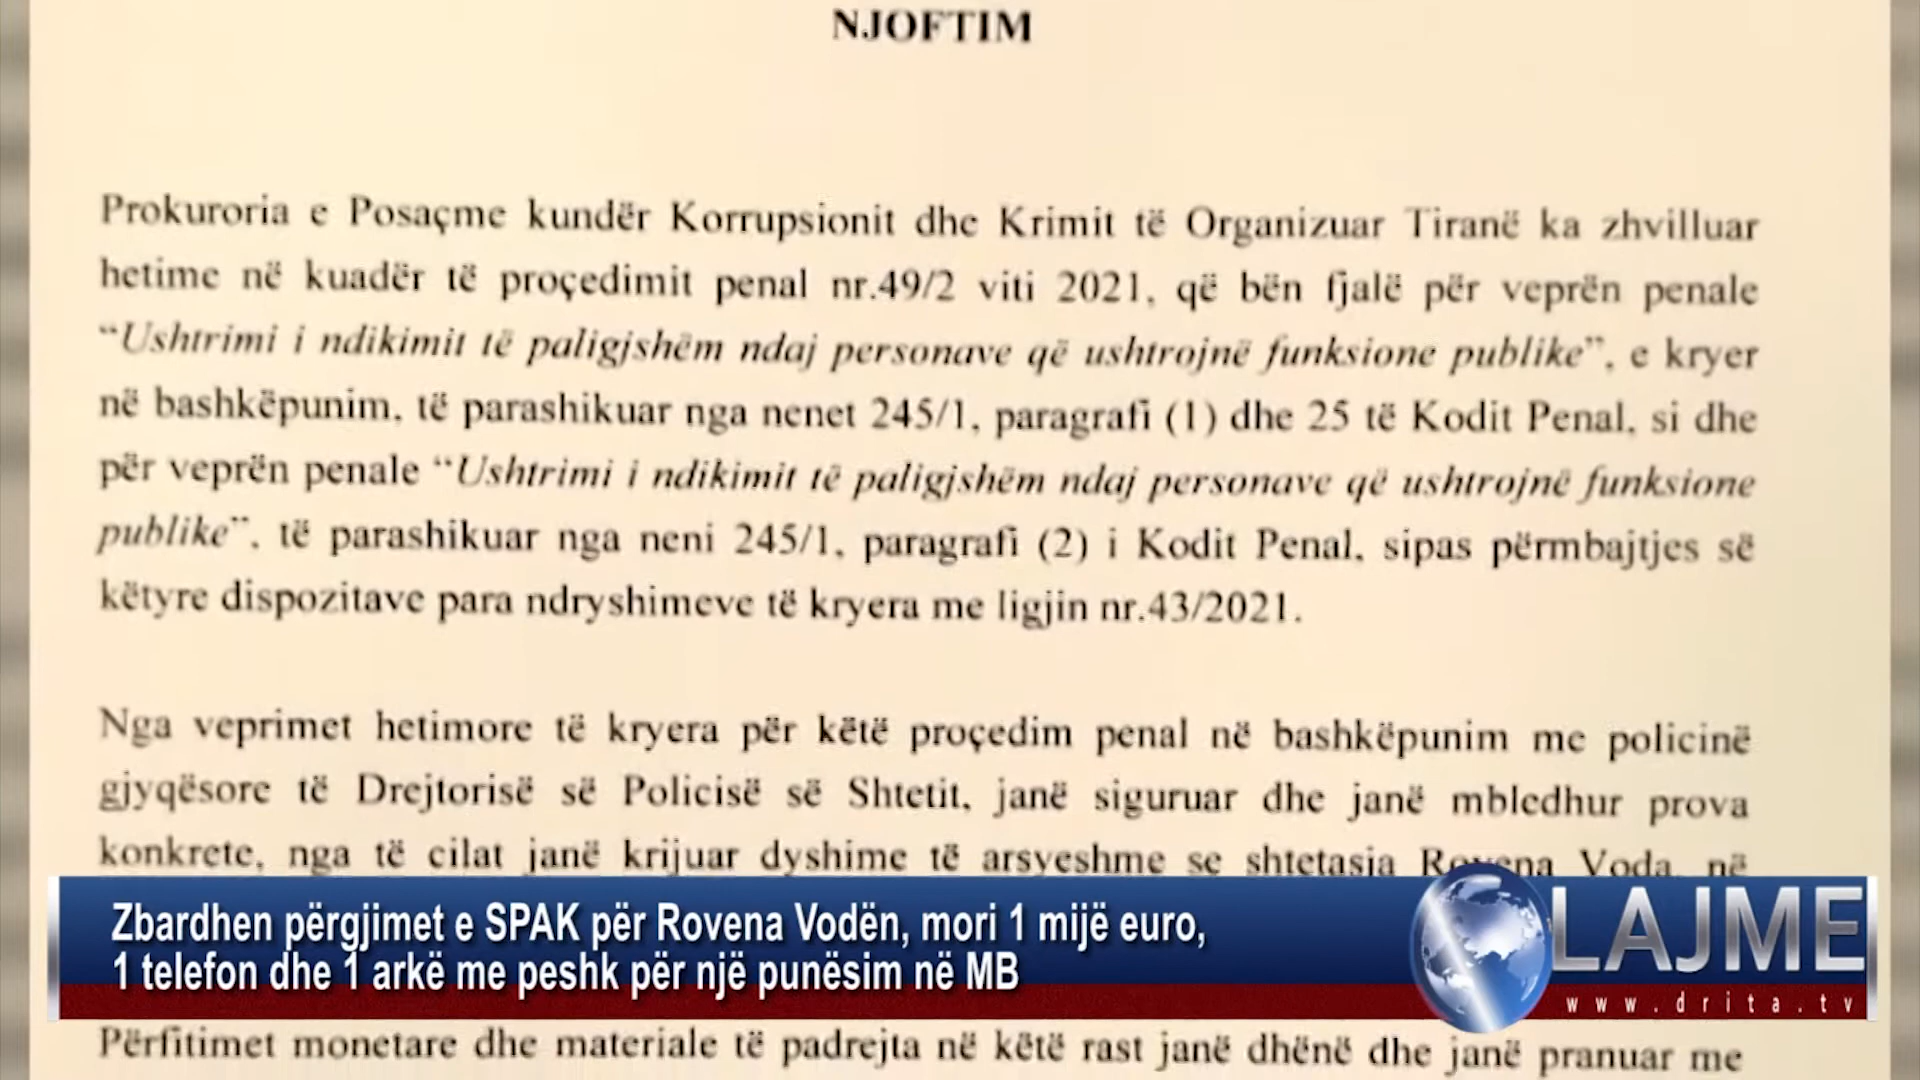 NJOFTIM
Prokuroria e Posaçme kundër Korrupsionit dhe Krimit të Organizuar Tiranë ka zhvilluar
hetime në kuadër të proçedimit penal nr.49/2 viti 2021, që bën fjalë për veprën penale
“Ushtrimi i ndikimit të paligjshëm ndaj personave që ushtrojnë funksione publike”, e kryer
në bashkëpunim, të parashikuar nga nenet 245/1, paragrafi (1) dhe 25 të Kodit Penal, si dhe
për veprën penale “Ushtrimi i ndikimit të paligjshëm ndaj personave që ushtrojnë funksione
publike”, të parashikuar nga neni 245/1, paragrafi (2) i Kodit Penal, sipas përmbajtjes së
këtyre dispozitave para ndryshimeve të kryera me ligjin nr.43/2021.
Nga veprimet hetimore të kryera për këtë proçedim penal në bashkëpunim me policinë
gjyqësore të Drejtorisë së Policisë së Shtetit, janë siguruar dhe janë mbledhur prova
konkrete, nga të cilat janë krijuar dyshime të arsyeshme se shtetasja Rovena Voda, në
Zbardhen përgjimet e SPAK për Rovena Vodën, mori 1 mijë euro,
1 telefon dhe 1 arkë me peshk për një punësim në MB
LAJME
www.drita.tv
Përfitimet monetare dhe materiale të padrejta në këtë rast janë dhënë dhe janë pranuar me